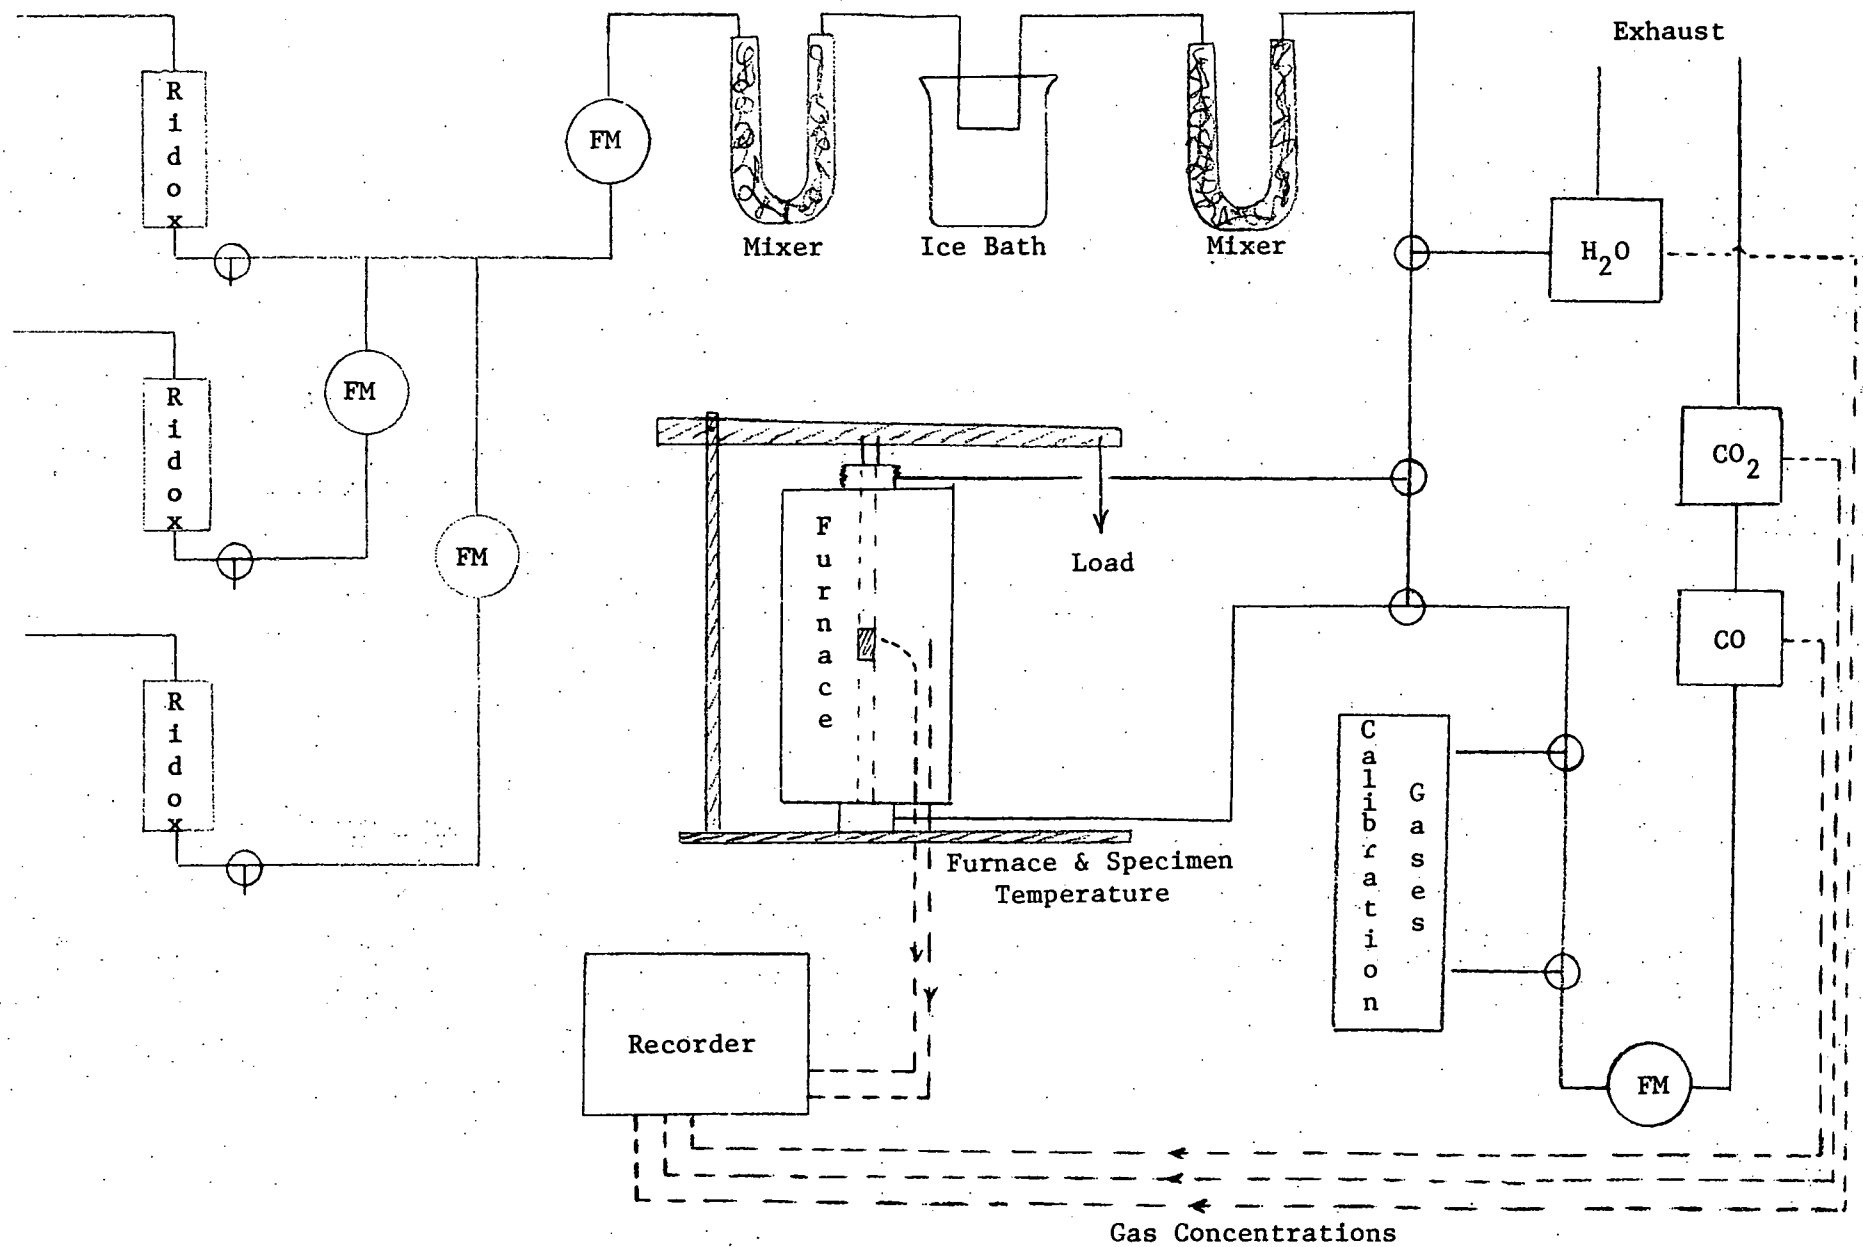 Exhaust
Ridox
FM
Mixer
Ice Bath
Mixer
H2O
Ridox
FM
CO2
FM
Furnace
Load
CO
Ridox
Calibration
Gases
Furnace & Specimen
Temperature
Recorder
FM
Gas Concentrations